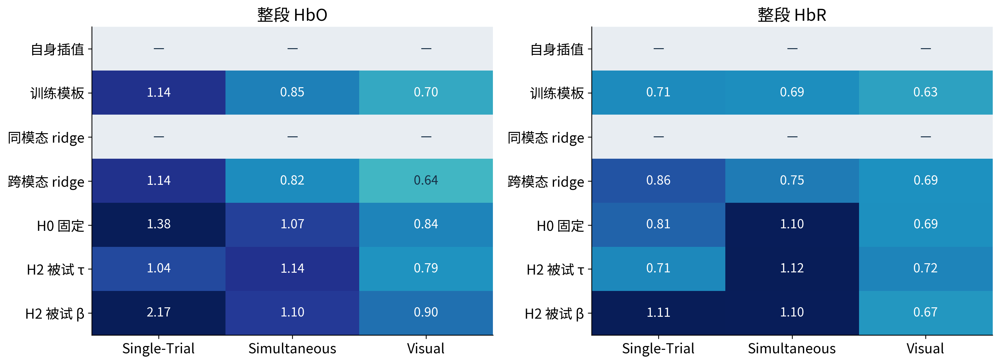 整段 HbO
自身插值 — — —
训练模板 1.14 0.85 0.70
同模态 ridge — — —
跨模态 ridge 1.14 0.82 0.64
H0 固定 1.38 1.07 0.84
H2 被试 τ 1.04 1.14 0.79
H2 被试 β 2.17 1.10 0.90
Single-Trial Simultaneous Visual
整段 HbR
自身插值 — — —
训练模板 0.71 0.69 0.63
同模态 ridge — — —
跨模态 ridge 0.86 0.75 0.69
H0 固定 0.81 1.10 0.69
H2 被试 τ 0.71 1.12 0.72
H2 被试 β 1.11 1.10 0.67
Single-Trial Simultaneous Visual